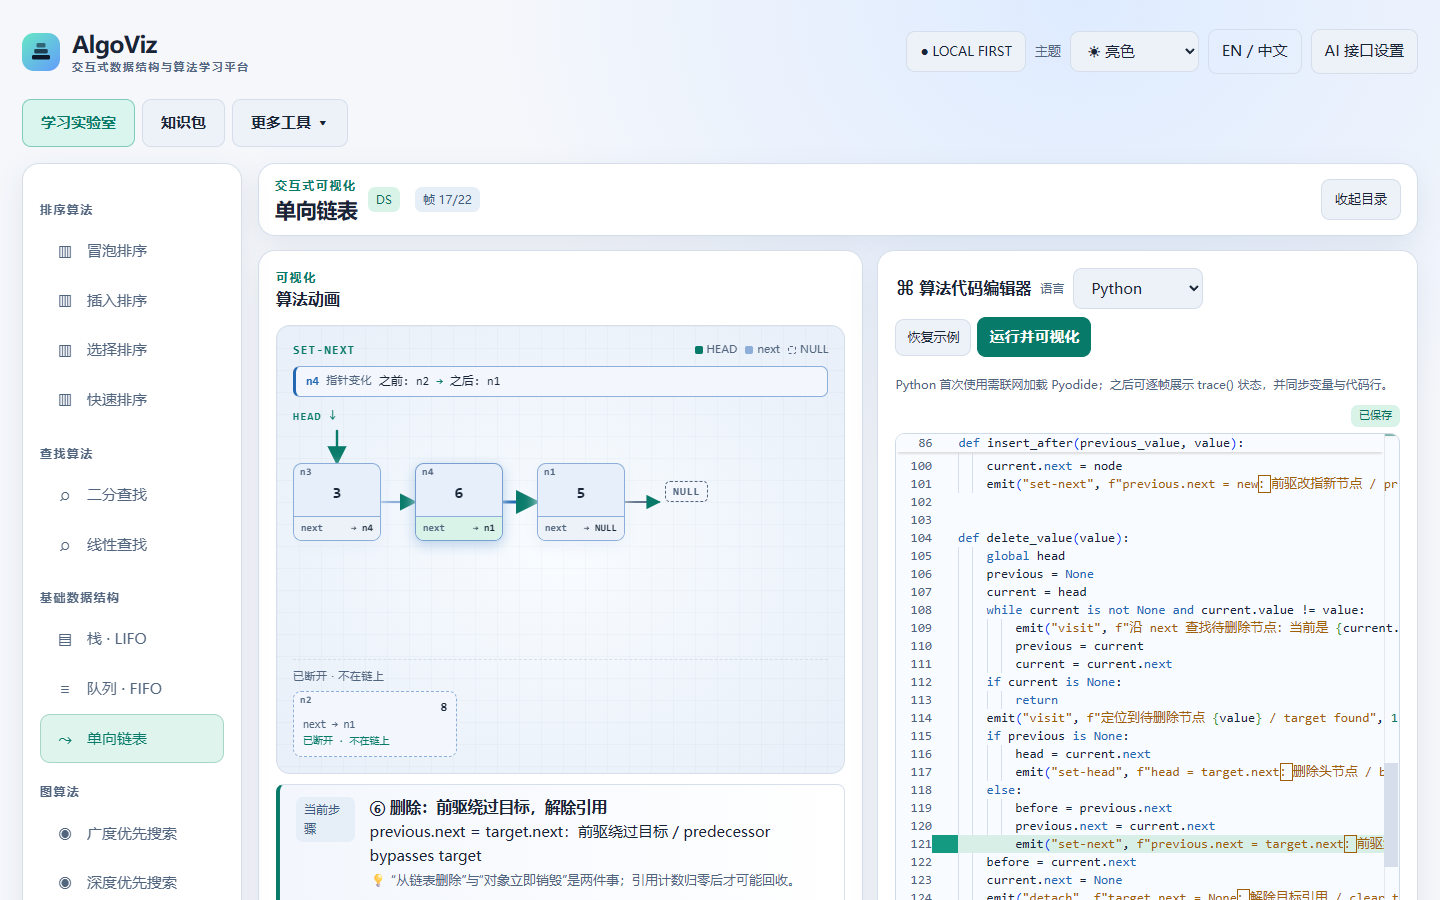 AlgoViz
交互式数据结构与算法学习平台
● LOCAL FIRST
主题
☀ 亮色
EN / 中文
AI 接口设置
学习实验室
知识包
更多工具 ▾
排序算法
冒泡排序
插入排序
选择排序
快速排序
查找算法
二分查找
线性查找
基础数据结构
栈 · LIFO
队列 · FIFO
单向链表
图算法
广度优先搜索
深度优先搜索
交互式可视化
单向链表
DS
帧 17/22
收起目录
可视化
算法动画
SET-NEXT
HEAD
next
NULL
n4 指针变化 之前: n2 → 之后: n1
HEAD ↓
n3
3
next → n4
n4
6
next → n1
n1
5
next → NULL
NULL
已断开 · 不在链上
n2
8
next → n1
已断开 · 不在链上
当前步骤
⑥ 删除：前驱绕过目标，解除引用
previous.next = target.next：前驱绕过目标 / predecessor
bypasses target
💡 “从链表删除”与“对象立即销毁”是两件事；引用计数归零后才可能回收。
⌘ 算法代码编辑器
语言
Python
恢复示例
运行并可视化
Python 首次使用需联网加载 Pyodide；之后可逐帧展示 trace() 状态，并同步变量与代码行。
已保存
86 def insert_after(previous_value, value):
100 current.next = node
101 emit("set-next", f"previous.next = new：前驱改指新节点 / pr
102
103
104 def delete_value(value):
105 global head
106 previous = None
107 current = head
108 while current is not None and current.value != value:
109 emit("visit", f"沿 next 查找待删除节点：当前是 {current.
110 previous = current
111 current = current.next
112 if current is None:
113 return
114 emit("visit", f"定位到待删除节点 {value} / target found", 1
115 if previous is None:
116 head = current.next
117 emit("set-head", f"head = target.next：删除头节点 / b
118 else:
119 before = previous.next
120 previous.next = current.next
121 emit("set-next", f"previous.next = target.next：前驱
122 before = current.next
123 current.next = None
124 emit("detach", f"target.next = None：解除目标引用 / clear t